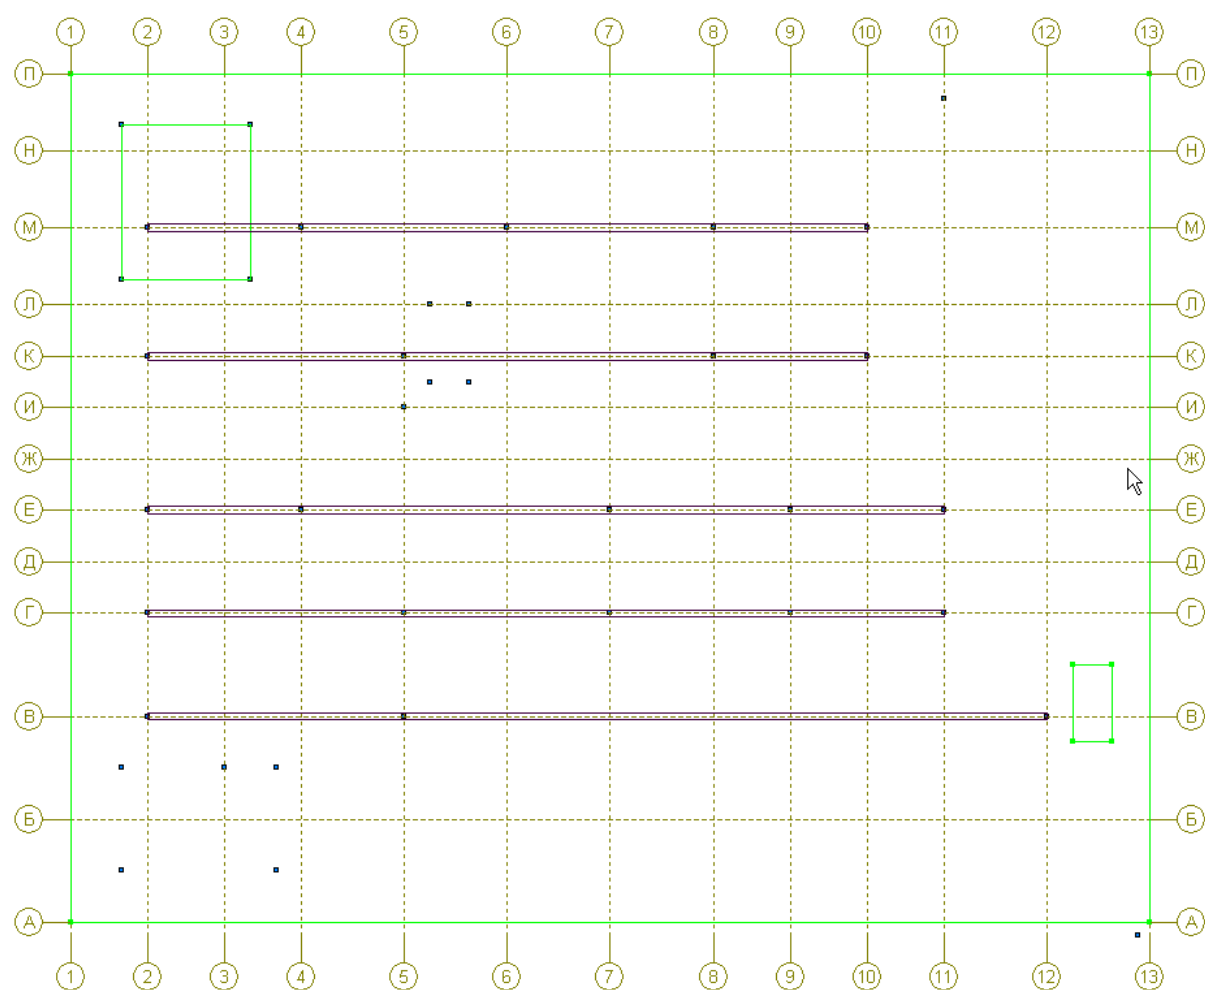 1 2 3 4 5 6 7 8 9 10 11 12 13
П П
Н Н
М М
Л Л
К К
И И
Ж Ж
Е Е
Д Д
Г Г
В В
Б Б
А А
1 2 3 4 5 6 7 8 9 10 11 12 13